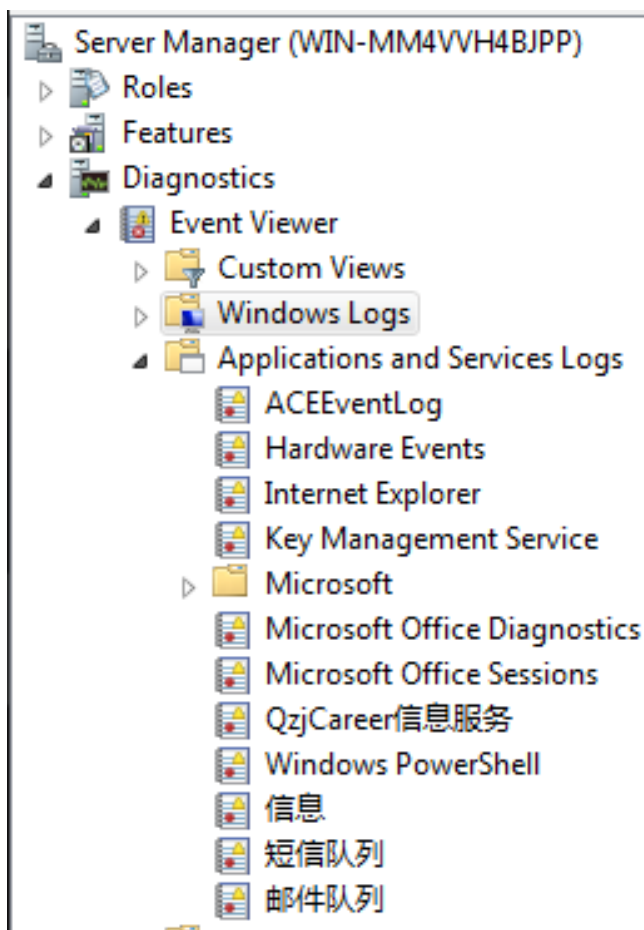 Server Manager (WIN-MM4VVH4BJPP)
Roles
Features
Diagnostics
Event Viewer
Custom Views
Windows Logs
Applications and Services Logs
ACEEventLog
Hardware Events
Internet Explorer
Key Management Service
Microsoft
Microsoft Office Diagnostics
Microsoft Office Sessions
QzjCareer信息服务
Windows PowerShell
信息
短信队列
邮件队列